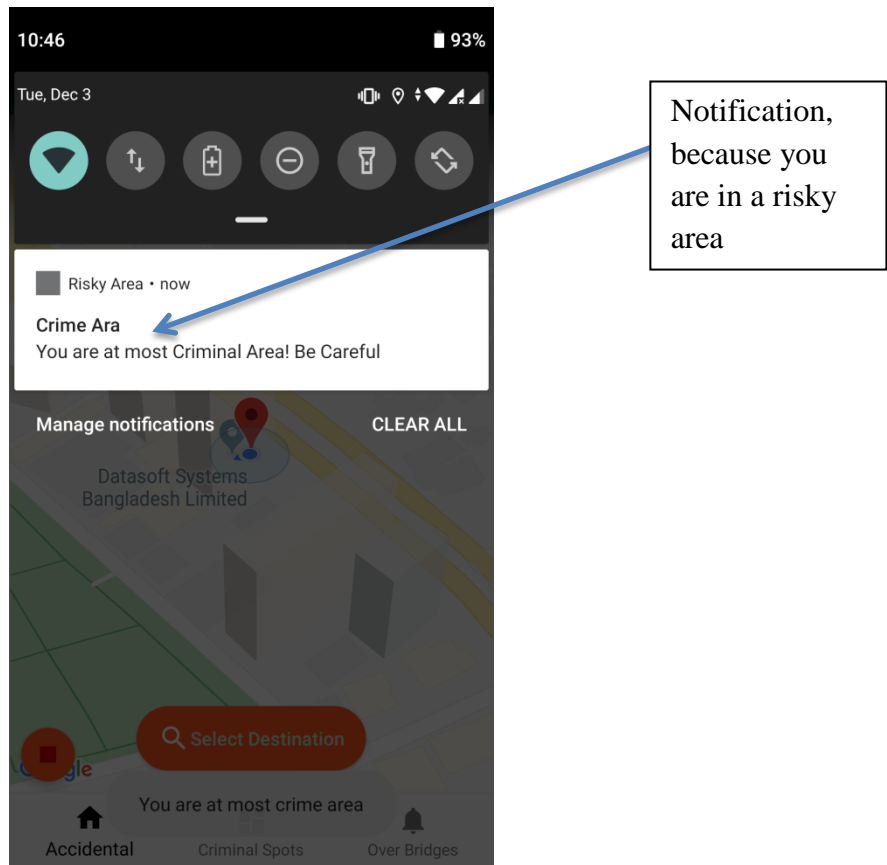 10:46
93%
Tue, Dec 3
Risky Area • now
Crime Ara
You are at most Criminal Area! Be Careful
Manage notifications
CLEAR ALL
Datasoft Systems
Bangladesh Limited
Select Destination
Google
You are at most crime area
Accidental
Criminal Spots
Over Bridges
Notification,
because you
are in a risky
area